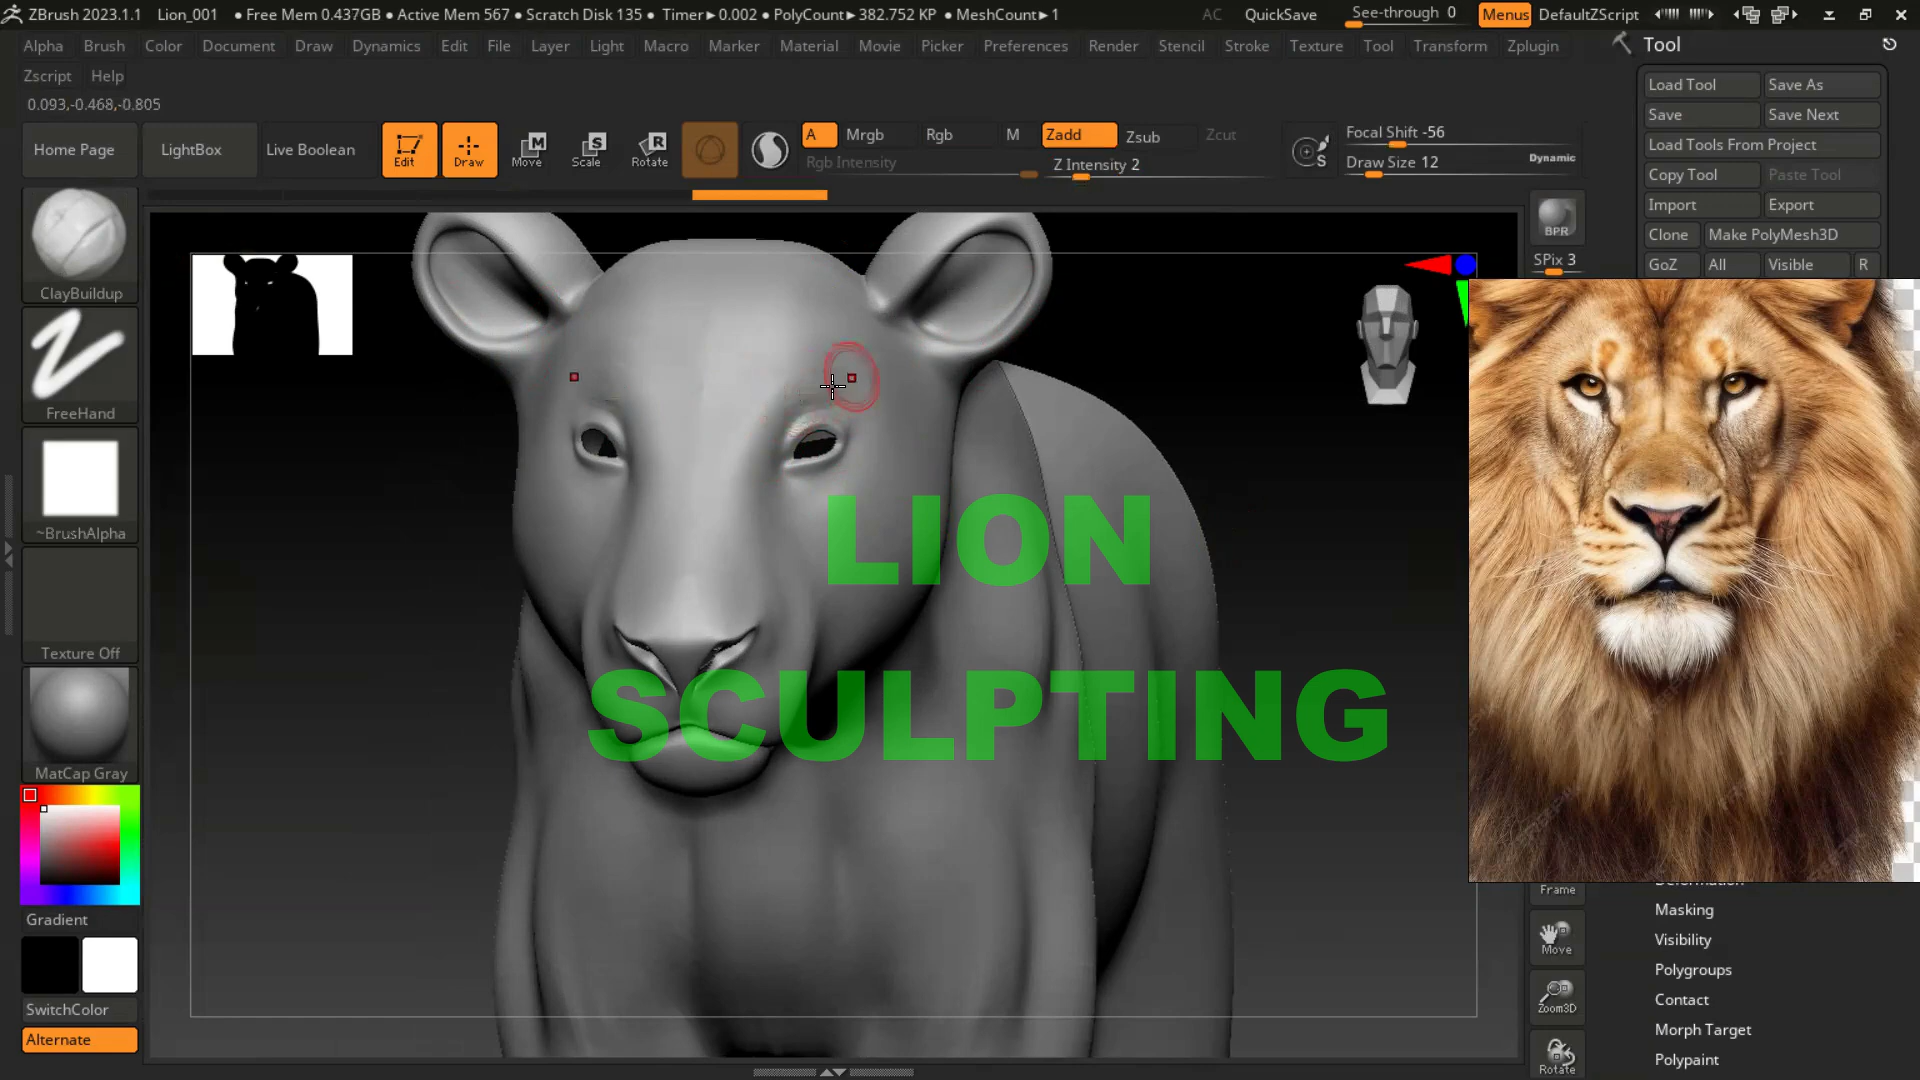 ZBrush 2023.1.1 Lion_001 • Free Mem 0.437GB • Active Mem 567 • Scratch Disk 135 • Timer►0.002 • PolyCount►382.752 KP • MeshCount►1 AC QuickSave See-through 0 Menus DefaultZScript
Alpha Brush Color Document Draw Dynamics Edit File Layer Light Macro Marker Material Movie Picker Preferences Render Stencil Stroke Texture Tool Transform Zplugin
Zscript Help
0.093,-0.468,-0.805
Home Page LightBox Live Boolean Edit Draw Move Scale Rotate
A Mrgb Rgb M Zadd Zsub Zcut
Rgb Intensity Z Intensity 2
Focal Shift -56
Draw Size 12 Dynamic
ClayBuildup
FreeHand
~BrushAlpha
Texture Off
MatCap Gray
Gradient
SwitchColor
Alternate
LION
SCULPTING
BPR
SPix 3
Frame
Move
Zoom3D
Rotate
Tool
Load Tool Save As
Save Save Next
Load Tools From Project
Copy Tool Paste Tool
Import Export
Clone Make PolyMesh3D
GoZ All Visible R
Deformation
Masking
Visibility
Polygroups
Contact
Morph Target
Polypaint